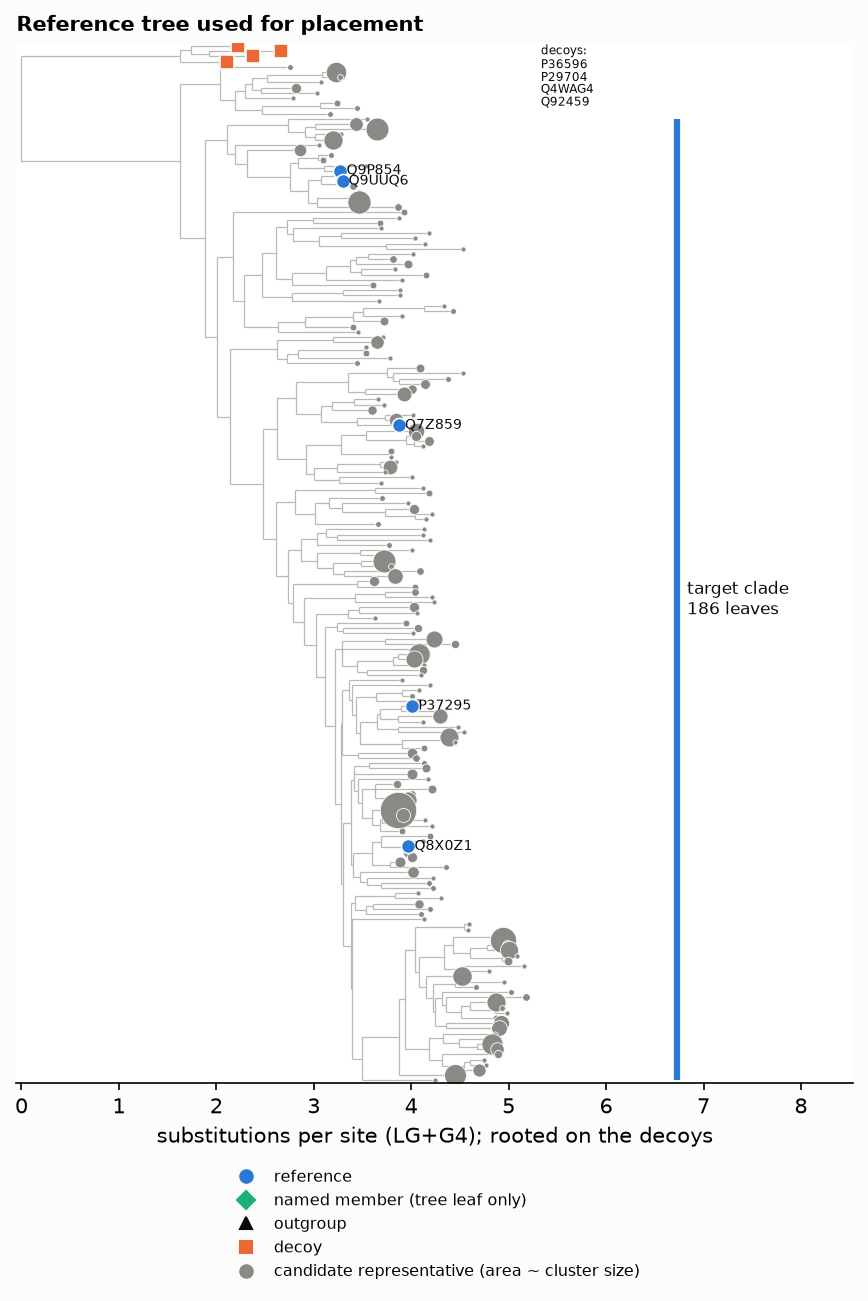 Reference tree used for placement
decoys:
P36596
P29704
Q4WAG4
Q92459
Q9P854
Q9UUQ6
Q7Z859
target clade
186 leaves
P37295
Q8X0Z1
0 1 2 3 4 5 6 7 8
substitutions per site (LG+G4); rooted on the decoys
reference
named member (tree leaf only)
outgroup
decoy
candidate representative (area ~ cluster size)